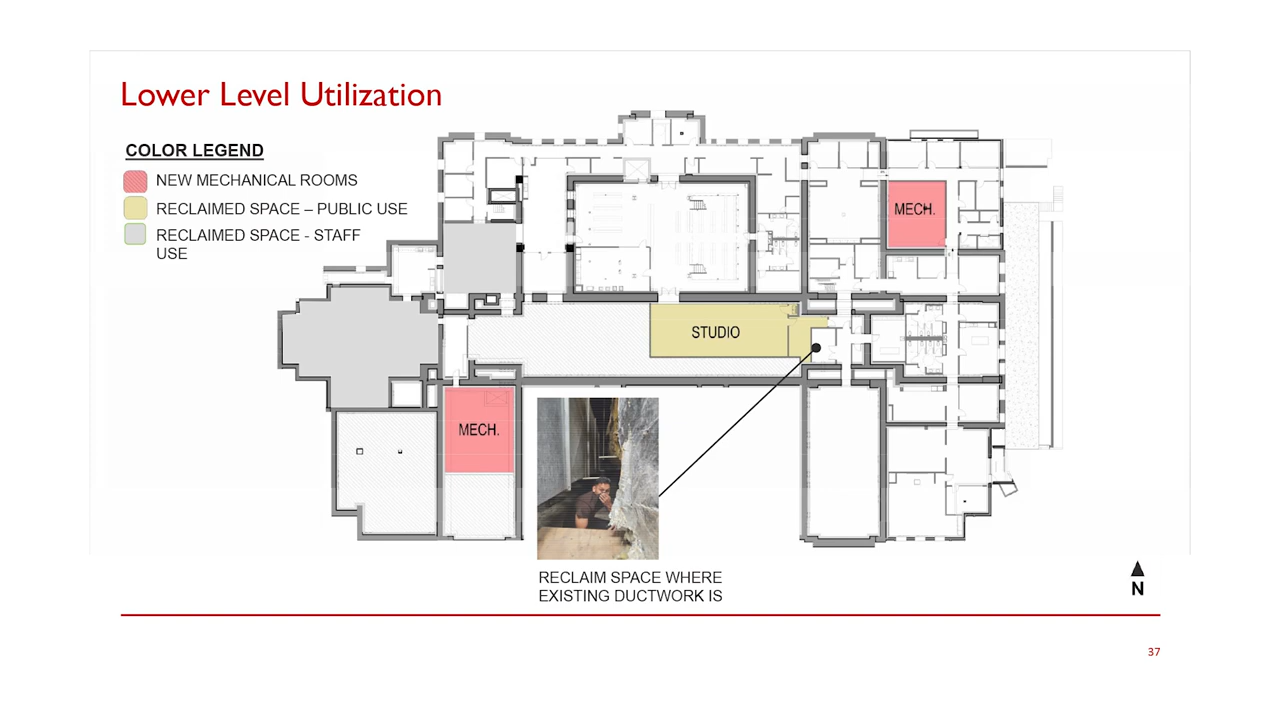 Lower Level Utilization
COLOR LEGEND
NEW MECHANICAL ROOMS
RECLAIMED SPACE – PUBLIC USE
RECLAIMED SPACE - STAFF
USE
MECH.
STUDIO
MECH.
RECLAIM SPACE WHERE
EXISTING DUCTWORK IS
N
37